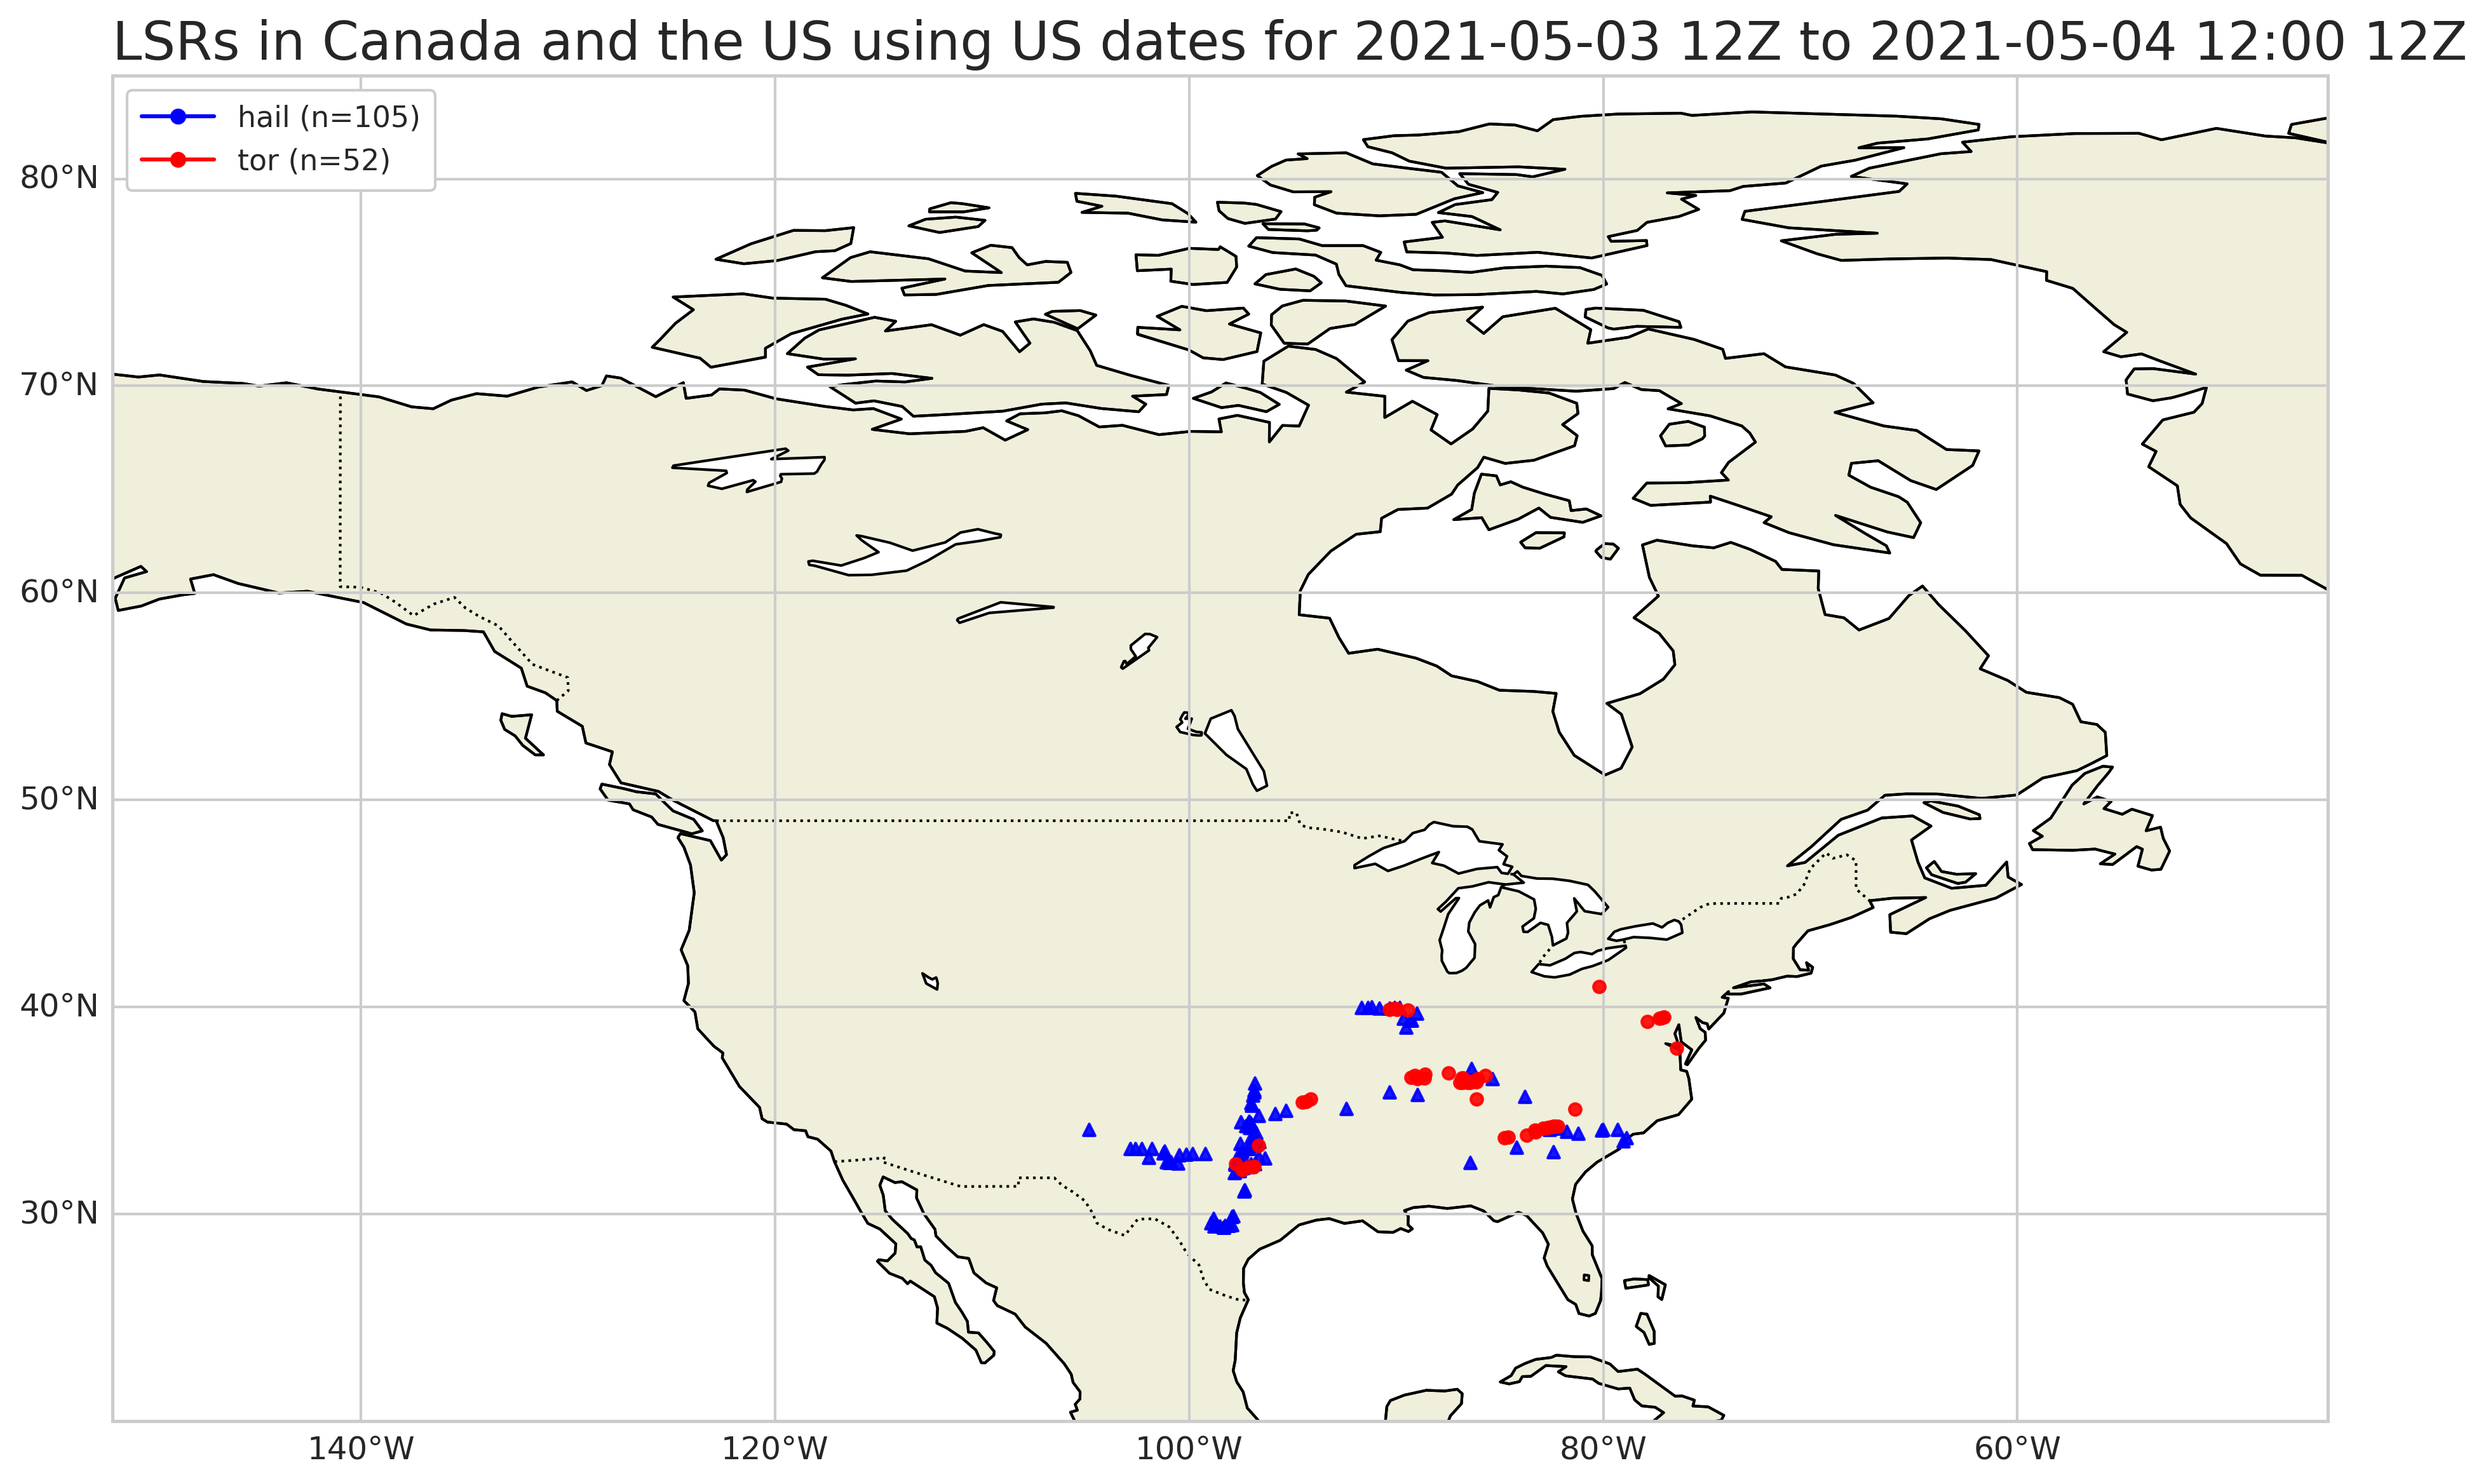 LSRs in Canada and the US using US dates for 2021-05-03 12Z to 2021-05-04 12:00 12Z
hail (n=105)
tor (n=52)
80°N
70°N
60°N
50°N
40°N
30°N
140°W
120°W
100°W
80°W
60°W